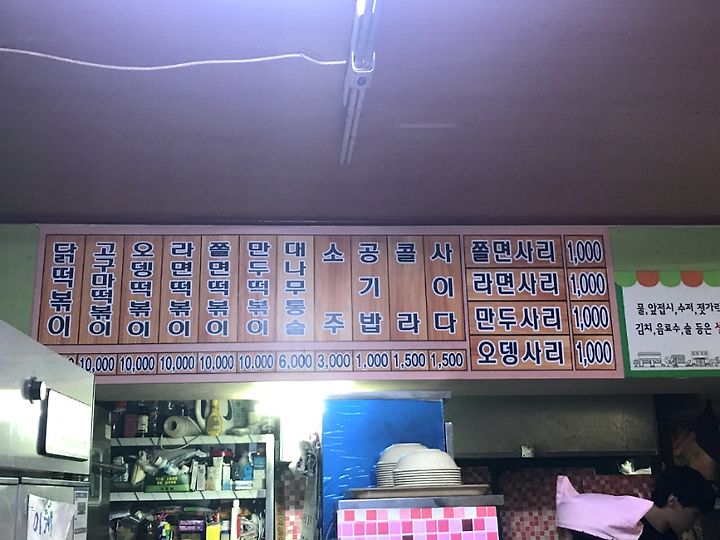 닭떡볶이
고구마떡볶이 10,000
오뎅떡볶이 10,000
라면떡볶이 10,000
쫄면떡볶이 10,000
만두떡볶이 10,000
대나무통술 6,000
소주 3,000
공기밥 1,000
콜라 1,500
사이다 1,500
쫄면사리 1,000
라면사리 1,000
만두사리 1,000
오뎅사리 1,000
물,앞접시,수저,젓가락
김치,음료수,술 등은